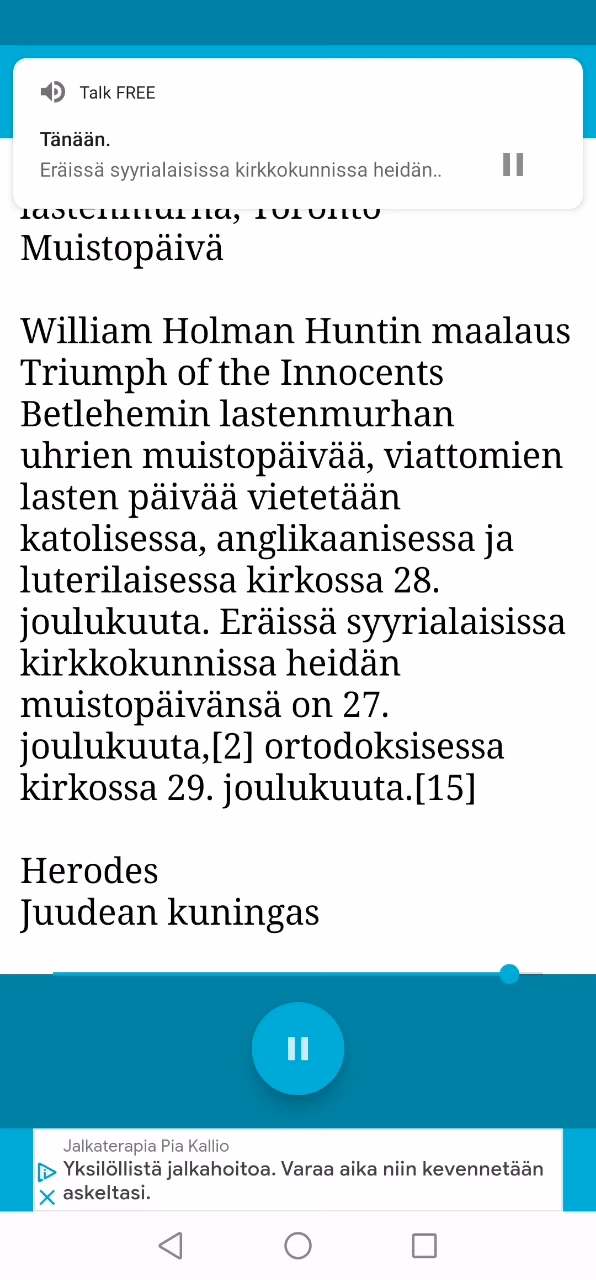 Talk FREE
Tänään.
Eräissä syyrialaisissa kirkkokunnissa heidän..
lastenmurha, Toronto
Muistopäivä
William Holman Huntin maalaus
Triumph of the Innocents
Betlehemin lastenmurhan
uhrien muistopäivää, viattomien
lasten päivää vietetään
katolisessa, anglikaanisessa ja
luterilaisessa kirkossa 28.
joulukuuta. Eräissä syyrialaisissa
kirkkokunnissa heidän
muistopäivänsä on 27.
joulukuuta,[2] ortodoksisessa
kirkossa 29. joulukuuta.[15]
Herodes
Juudean kuningas
Jalkaterapia Pia Kallio
Yksilöllistä jalkahoitoa. Varaa aika niin kevennetään
askeltasi.